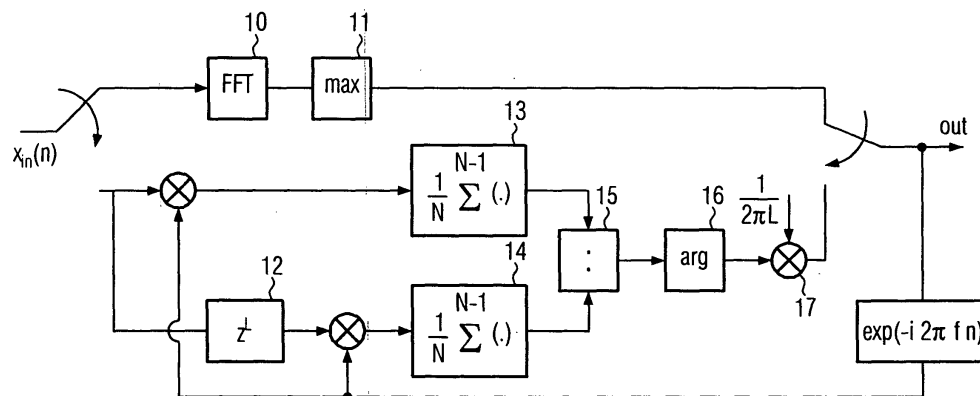 10
11
FFT
max
x_in(n)
out
13
N-1
1/N Σ (.)
15
16
1/2πL
:
arg
17
12
z^L
14
N-1
1/N Σ (.)
exp(-i 2π f n)